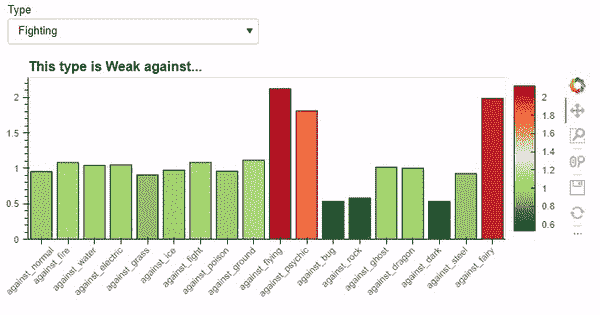 Type
Fighting
This type is Weak against...
2
1.5
1
0.5
0
against_normal
against_fire
against_water
against_electric
against_grass
against_ice
against_fight
against_poison
against_ground
against_flying
against_psychic
against_bug
against_rock
against_ghost
against_dragon
against_dark
against_steel
against_fairy
2
1.8
1.6
1.4
1.2
1
0.8
0.6